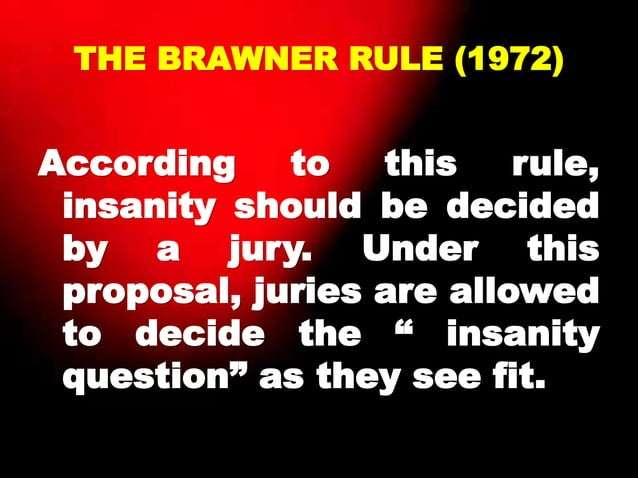 THE BRAWNER RULE (1972)
According to this rule,
insanity should be decided
by a jury. Under this
proposal, juries are allowed
to decide the “ insanity
question” as they see fit.